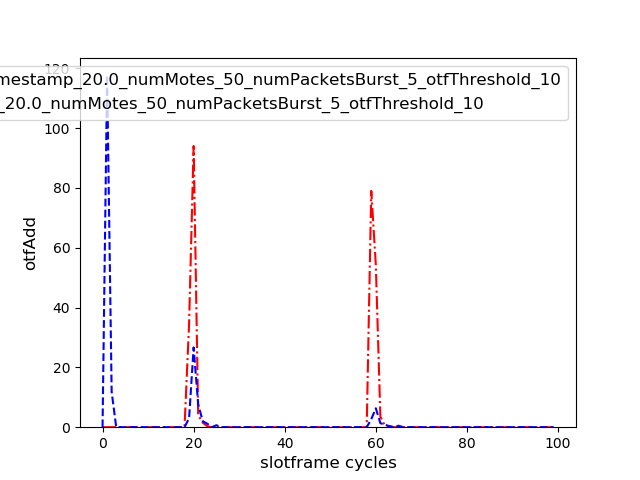 120
mestamp_20.0_numMotes_50_numPacketsBurst_5_otfThreshold_10
_20.0_numMotes_50_numPacketsBurst_5_otfThreshold_10
100
80
otfAdd
60
40
20
0
0 20 40 60 80 100
slotframe cycles